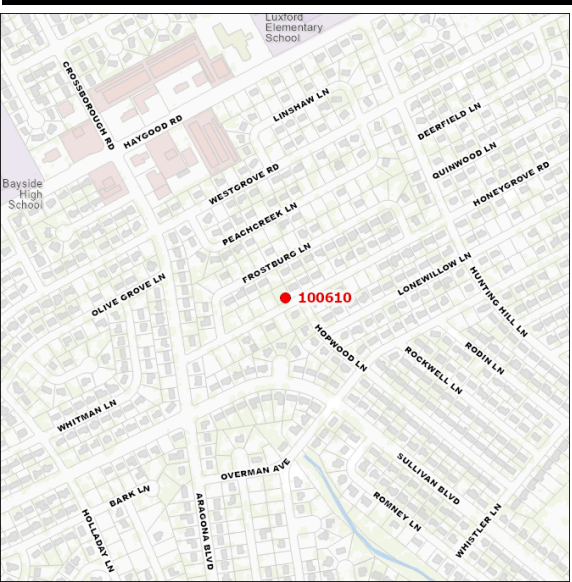 Luxford
Elementary
School
CROSSBOROUGH RD
LINSHAW LN
HAYGOOD RD
DEERFIELD LN
QUINWOOD LN
Bayside
High
School
WESTGROVE RD
HONEYGROVE RD
PEACHCREEK LN
FROSTBURG LN
OLIVE GROVE LN
LONEWILLOW LN
HUNTING HILL LN
100610
HOPWOOD LN
ROCKWELL LN
RODIN LN
WHITMAN LN
OVERMAN AVE
SULLIVAN BLVD
BARK LN
ARAGONA BLVD
ROMNEY LN
HOLLADAY LN
WHISTLER LN